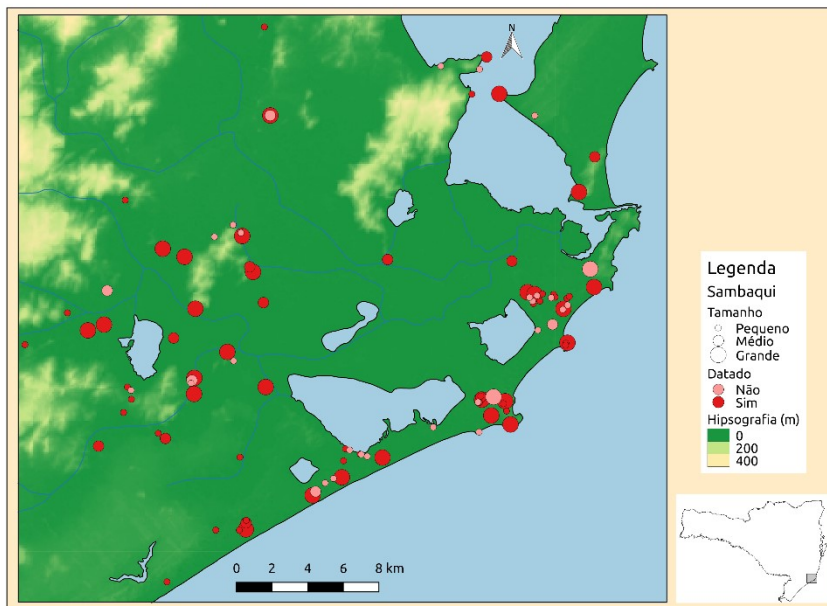 N
Legenda
Sambaqui
Tamanho
Pequeno
Médio
Grande
Datado
Não
Sim
Hipsografia (m)
0
200
400
0 2 4 6 8 km